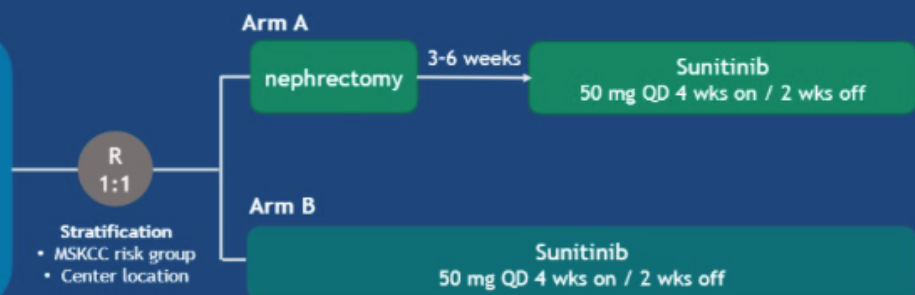 Arm A
nephrectomy
3-6 weeks
Sunitinib
50 mg QD 4 wks on / 2 wks off
R
1:1
Stratification
• MSKCC risk group
• Center location
Arm B
Sunitinib
50 mg QD 4 wks on / 2 wks off